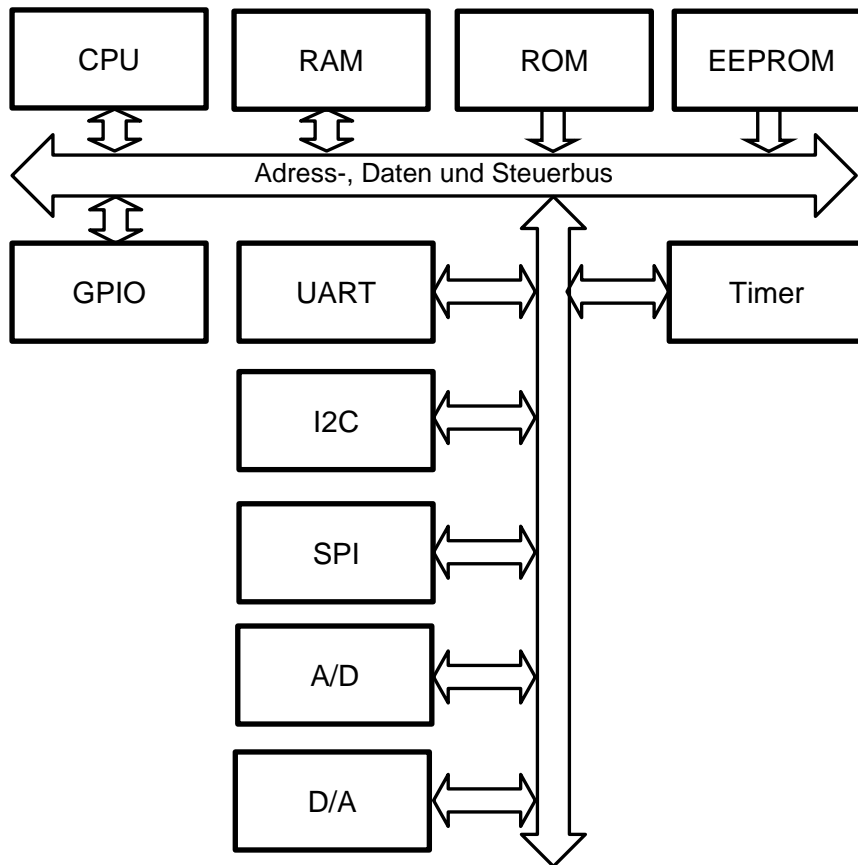 CPU
RAM
ROM
EEPROM
Adress-, Daten und Steuerbus
GPIO
UART
Timer
I2C
SPI
A/D
D/A